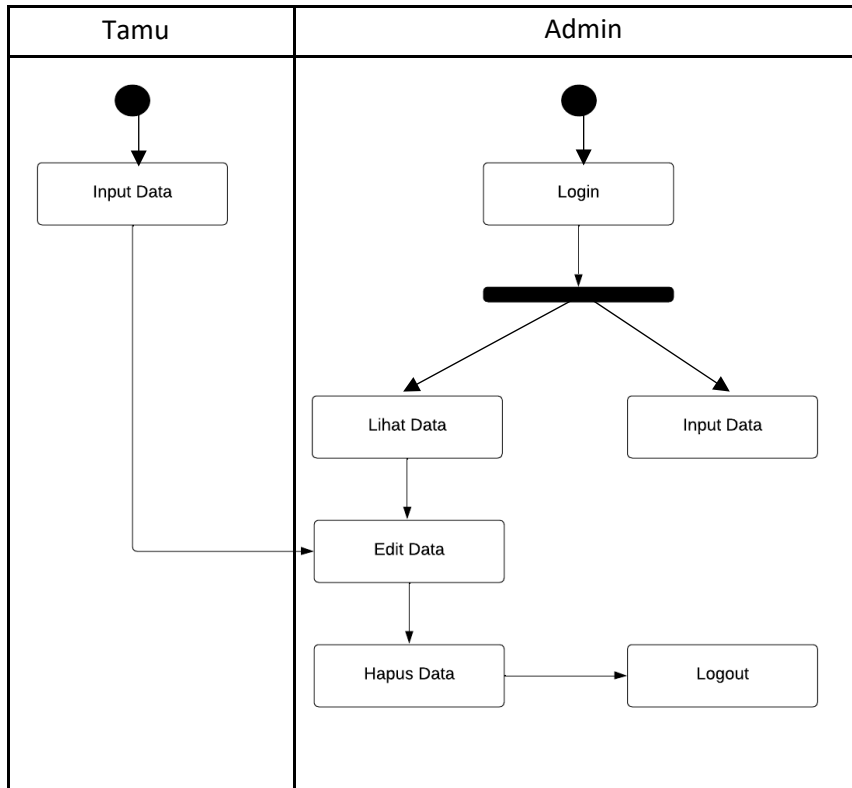 Tamu
Admin
Input Data
Login
Lihat Data
Input Data
Edit Data
Hapus Data
Logout